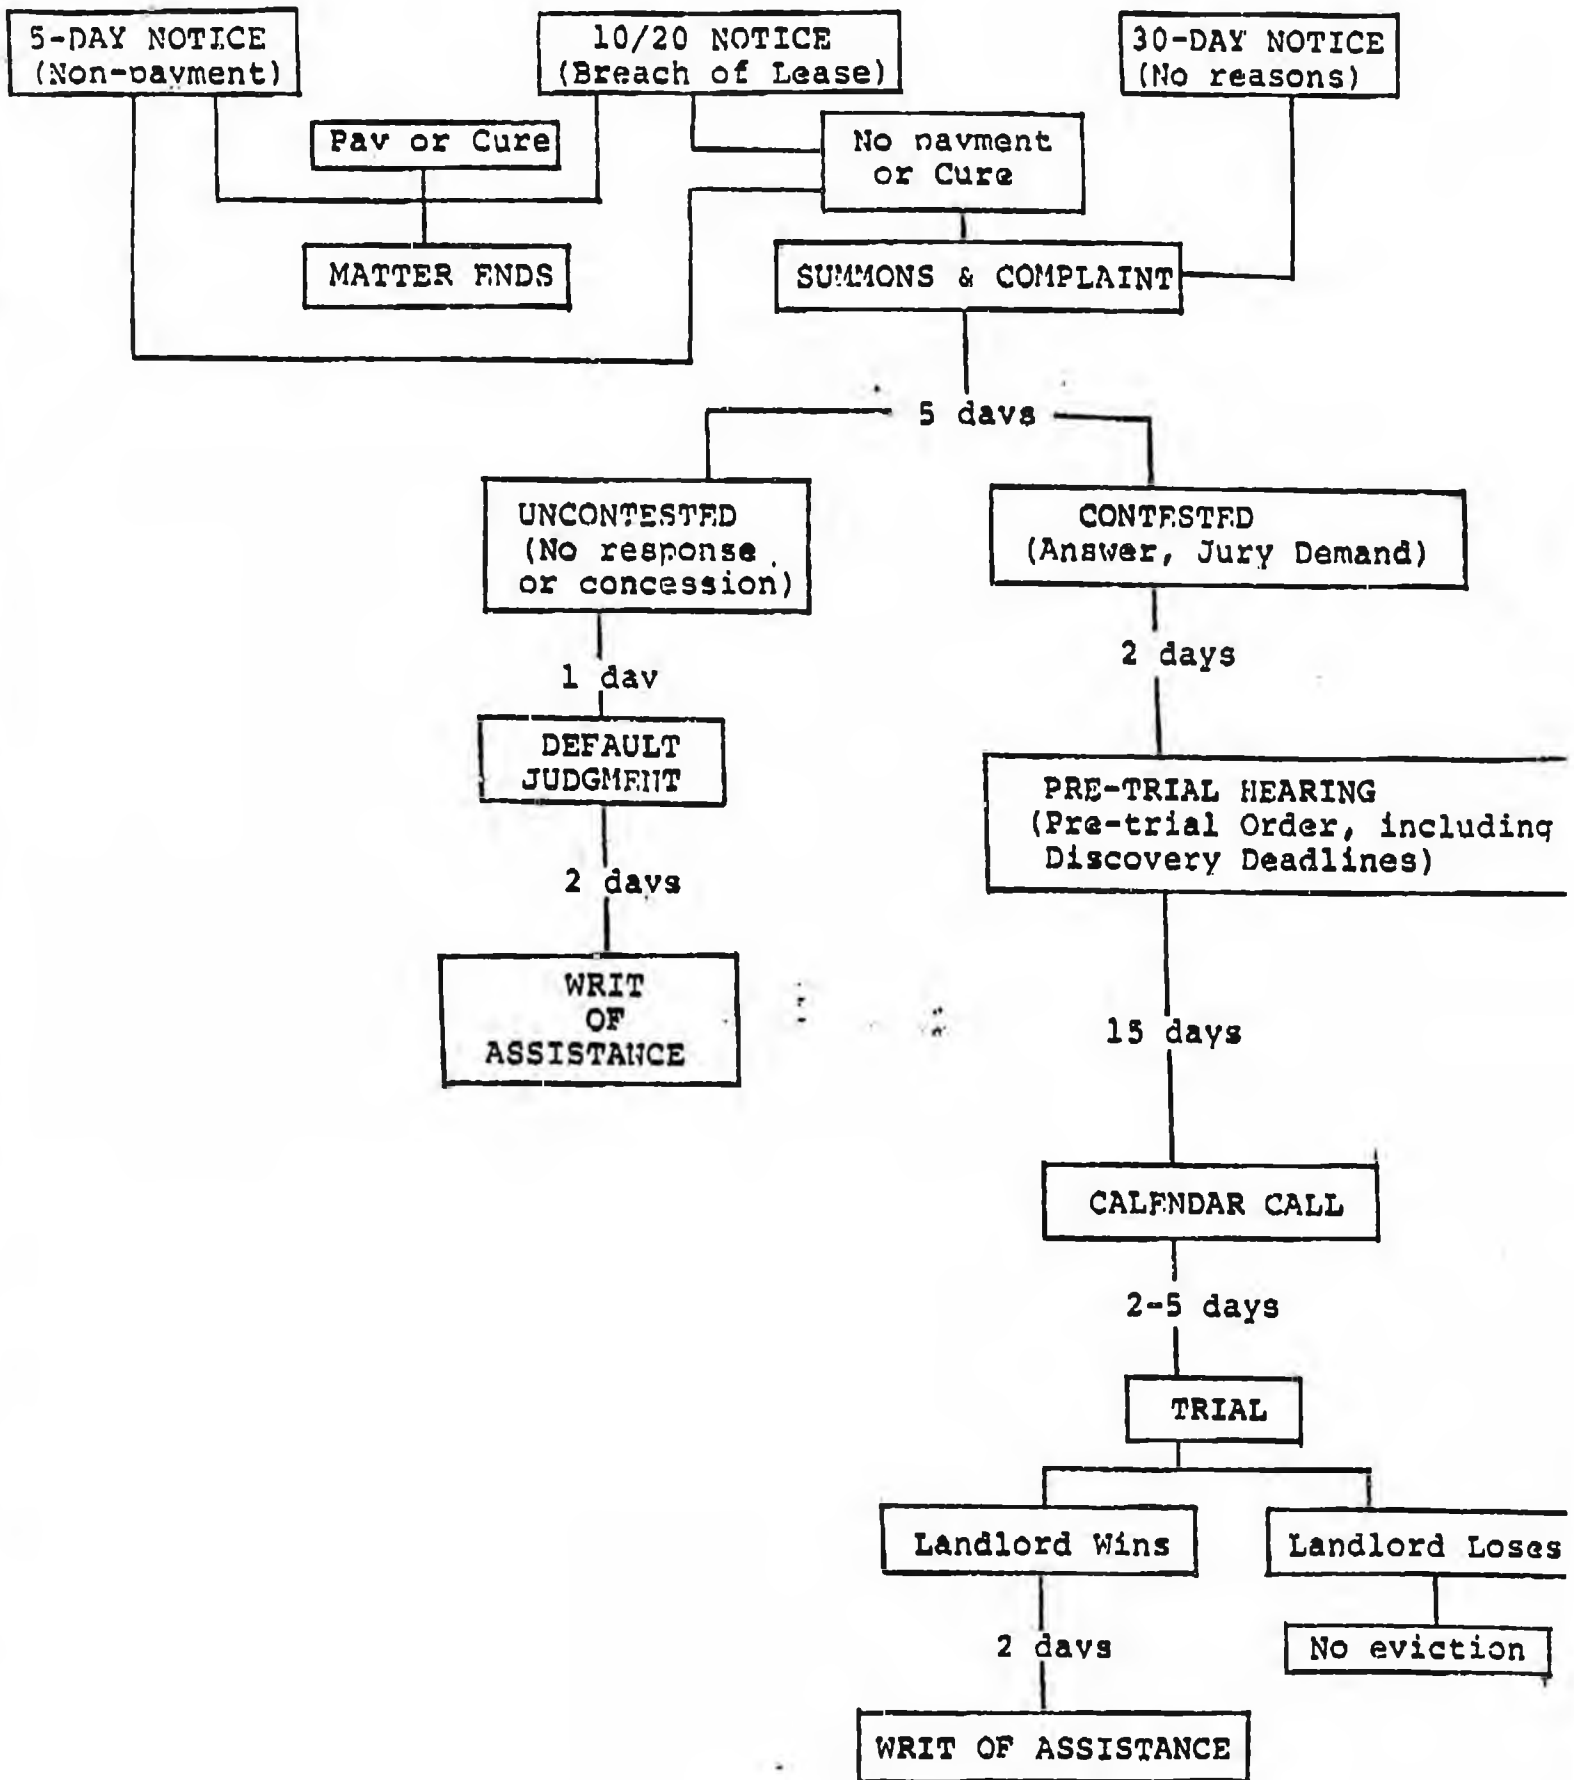 5-DAY NOTICE
(Non-payment)
10/20 NOTICE
(Breach of Lease)
30-DAY NOTICE
(No reasons)
Pay or Cure
No payment
or Cure
MATTER ENDS
SUMMONS & COMPLAINT
5 days
UNCONTESTED
(No response
or concession)
CONTESTED
(Answer, Jury Demand)
1 day
2 days
DEFAULT
JUDGMENT
PRE-TRIAL HEARING
(Pre-trial Order, including
Discovery Deadlines)
2 days
WRIT
OF
ASSISTANCE
15 days
CALENDAR CALL
2-5 days
TRIAL
Landlord Wins
Landlord Loses
2 days
No eviction
WRIT OF ASSISTANCE